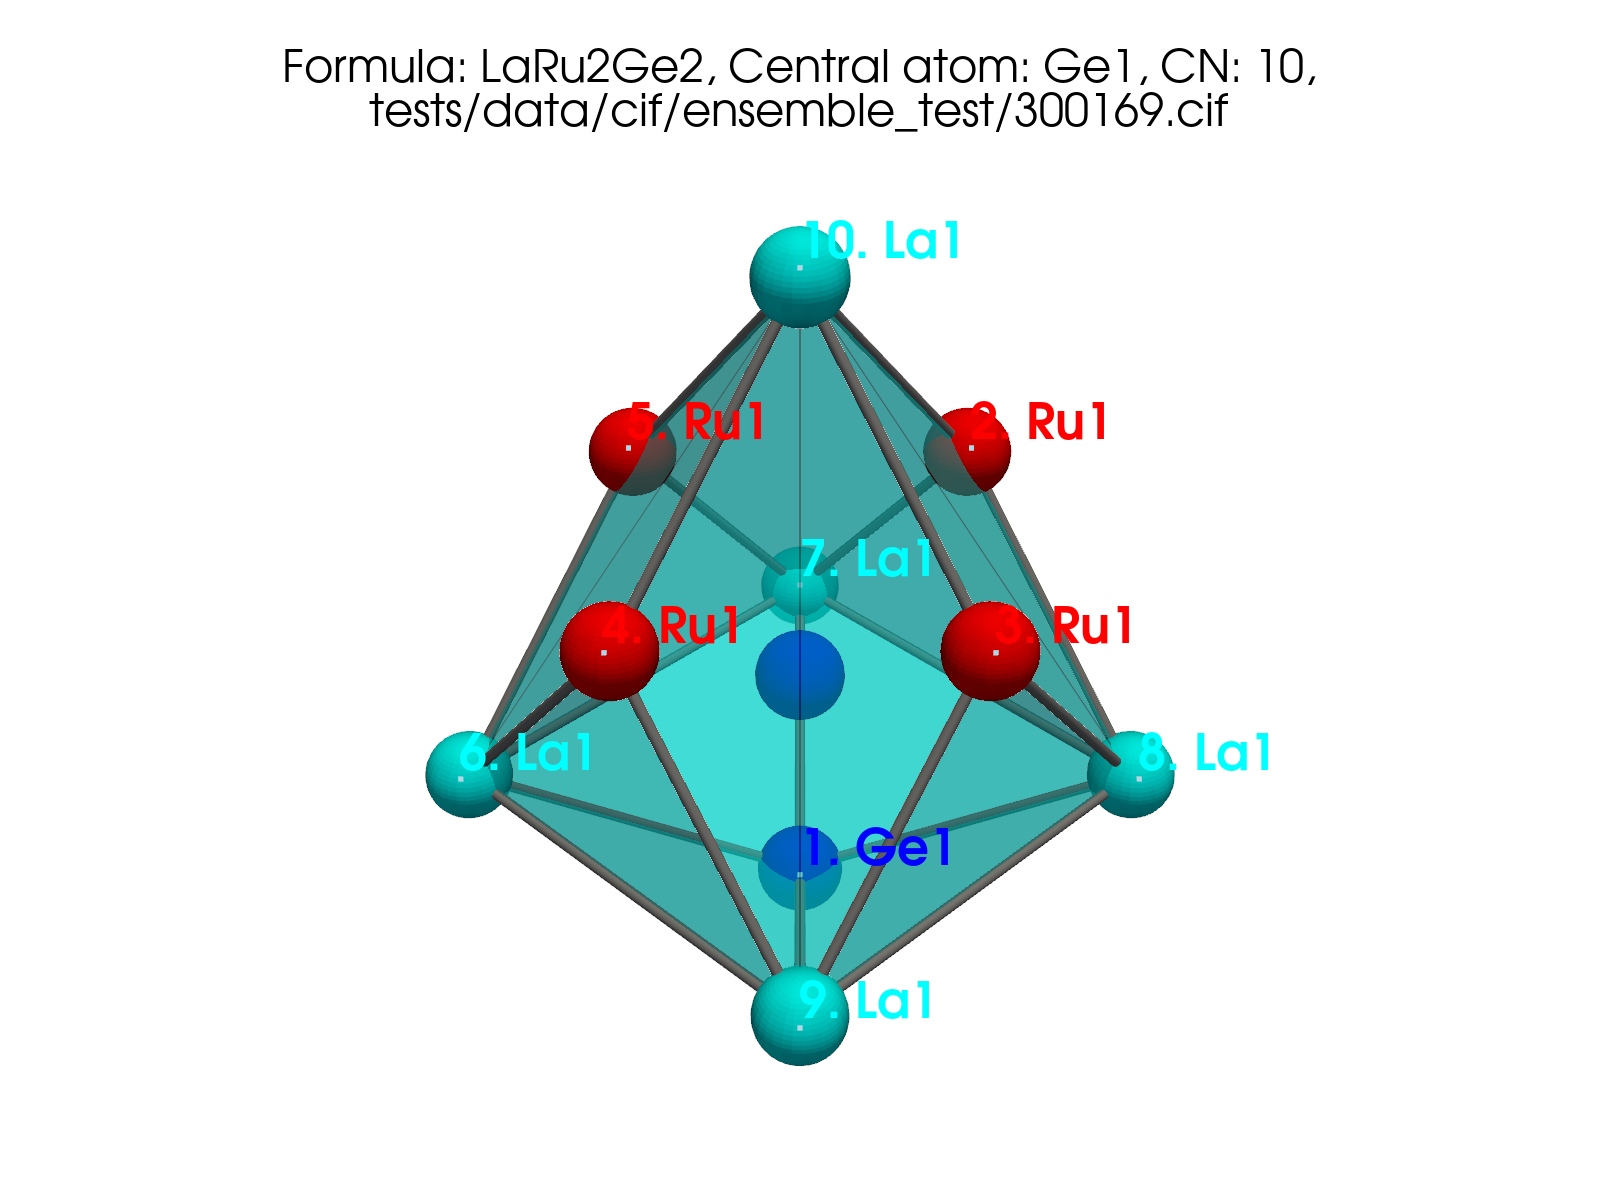 Formula: LaRu2Ge2, Central atom: Ge1, CN: 10,
tests/data/cif/ensemble_test/300169.cif
10. La1
5. Ru1
2. Ru1
7. La1
4. Ru1
3. Ru1
6. La1
8. La1
1. Ge1
9. La1